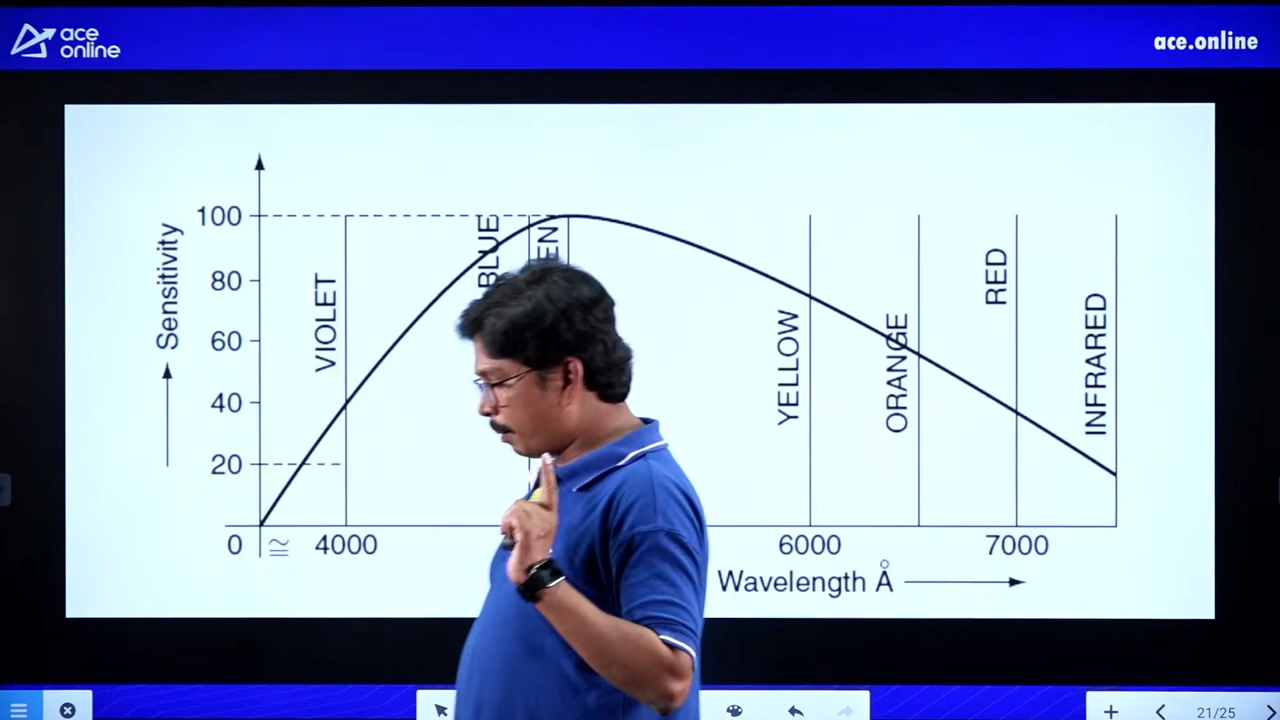 ace
online
ace.online
Sensitivity
100
80
60
40
20
0
≅
4000
6000
7000
VIOLET
BLUE
EN
YELLOW
ORANGE
RED
INFRARED
Wavelength Å
21/25